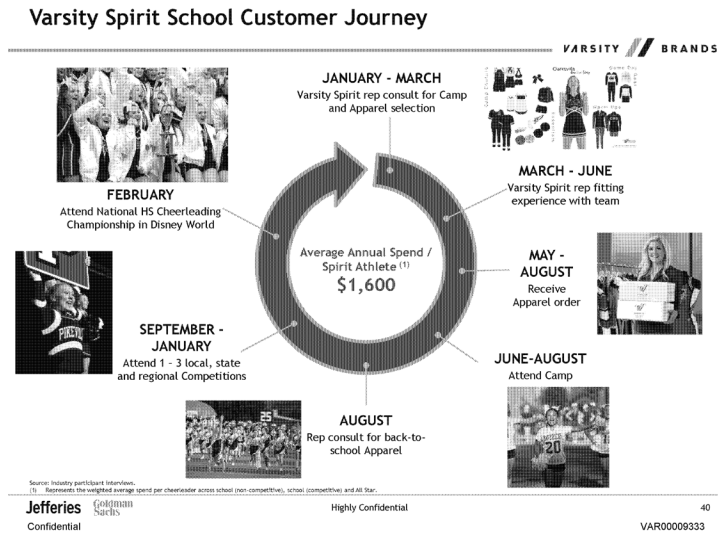 Varsity Spirit School Customer Journey
VARSITY BRANDS
JANUARY - MARCH
Varsity Spirit rep consult for Camp
and Apparel selection
MARCH - JUNE
Varsity Spirit rep fitting
experience with team
FEBRUARY
Attend National HS Cheerleading
Championship in Disney World
Average Annual Spend /
Spirit Athlete (1)
$1,600
MAY -
AUGUST
Receive
Apparel order
SEPTEMBER -
JANUARY
Attend 1 – 3 local, state
and regional Competitions
JUNE-AUGUST
Attend Camp
25
20
AUGUST
Rep consult for back-to-
school Apparel
Source: Industry participant interviews.
(1) Represents the weighted average spend per cheerleader across school (non-competitive), school (competitive) and All Star.
Jefferies
Goldman
Sachs
Highly Confidential
40
Confidential
VAR00009333